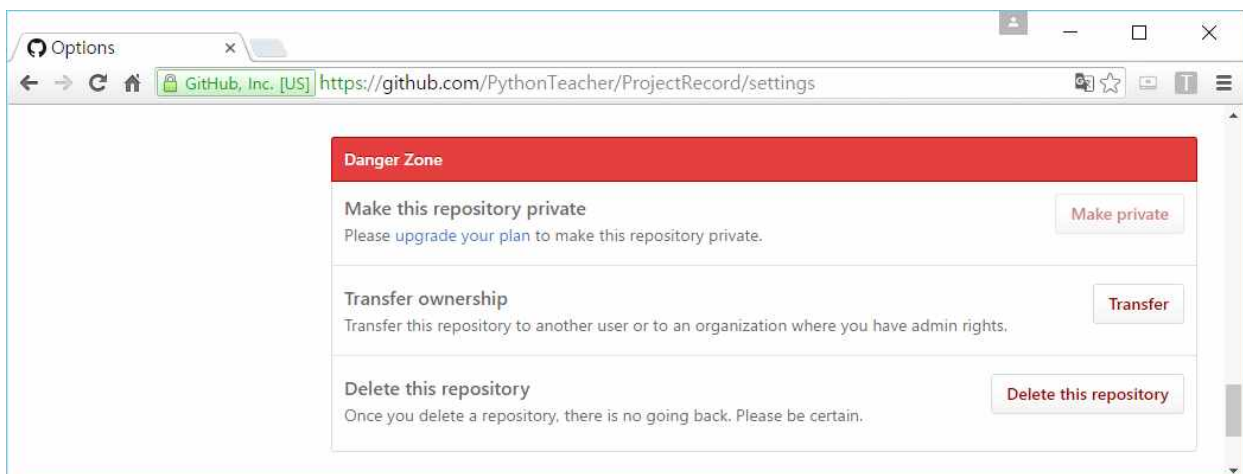 Options
GitHub, Inc. [US] https://github.com/PythonTeacher/ProjectRecord/settings
Danger Zone
Make this repository private
Make private
Please upgrade your plan to make this repository private.
Transfer ownership
Transfer
Transfer this repository to another user or to an organization where you have admin rights.
Delete this repository
Delete this repository
Once you delete a repository, there is no going back. Please be certain.